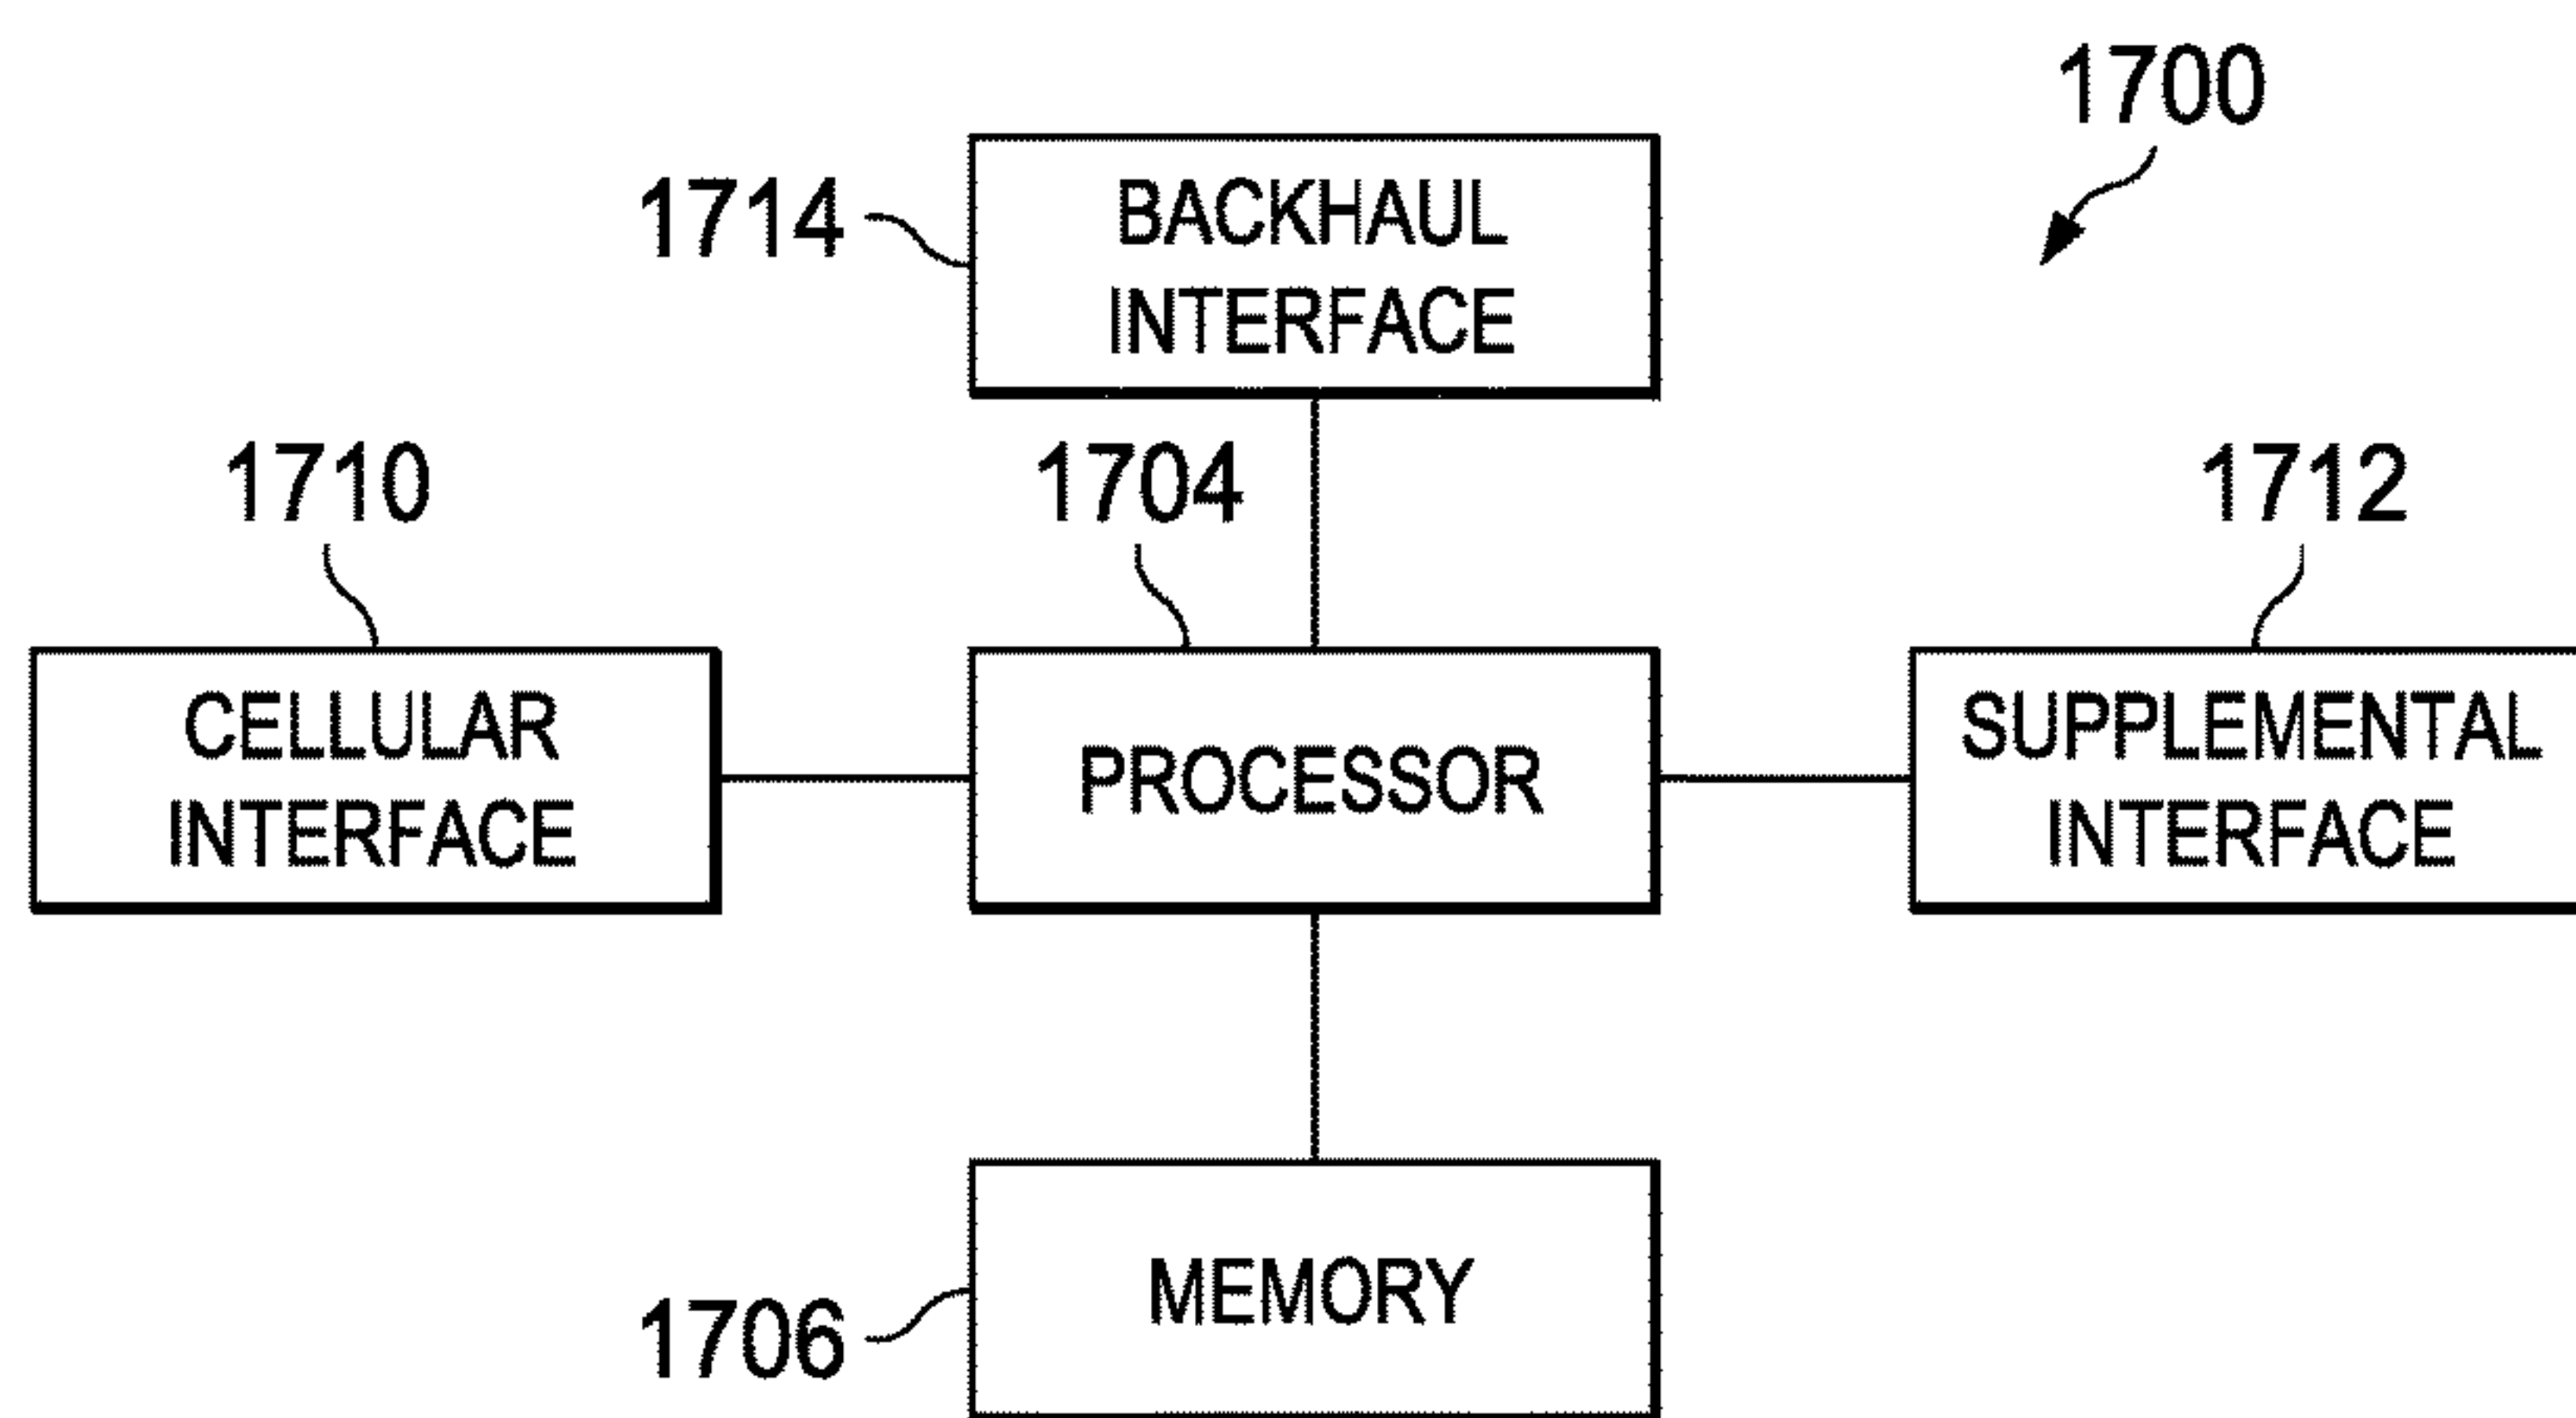 1700
1714
BACKHAUL
INTERFACE
1710
1704
1712
CELLULAR
INTERFACE
PROCESSOR
SUPPLEMENTAL
INTERFACE
1706
MEMORY